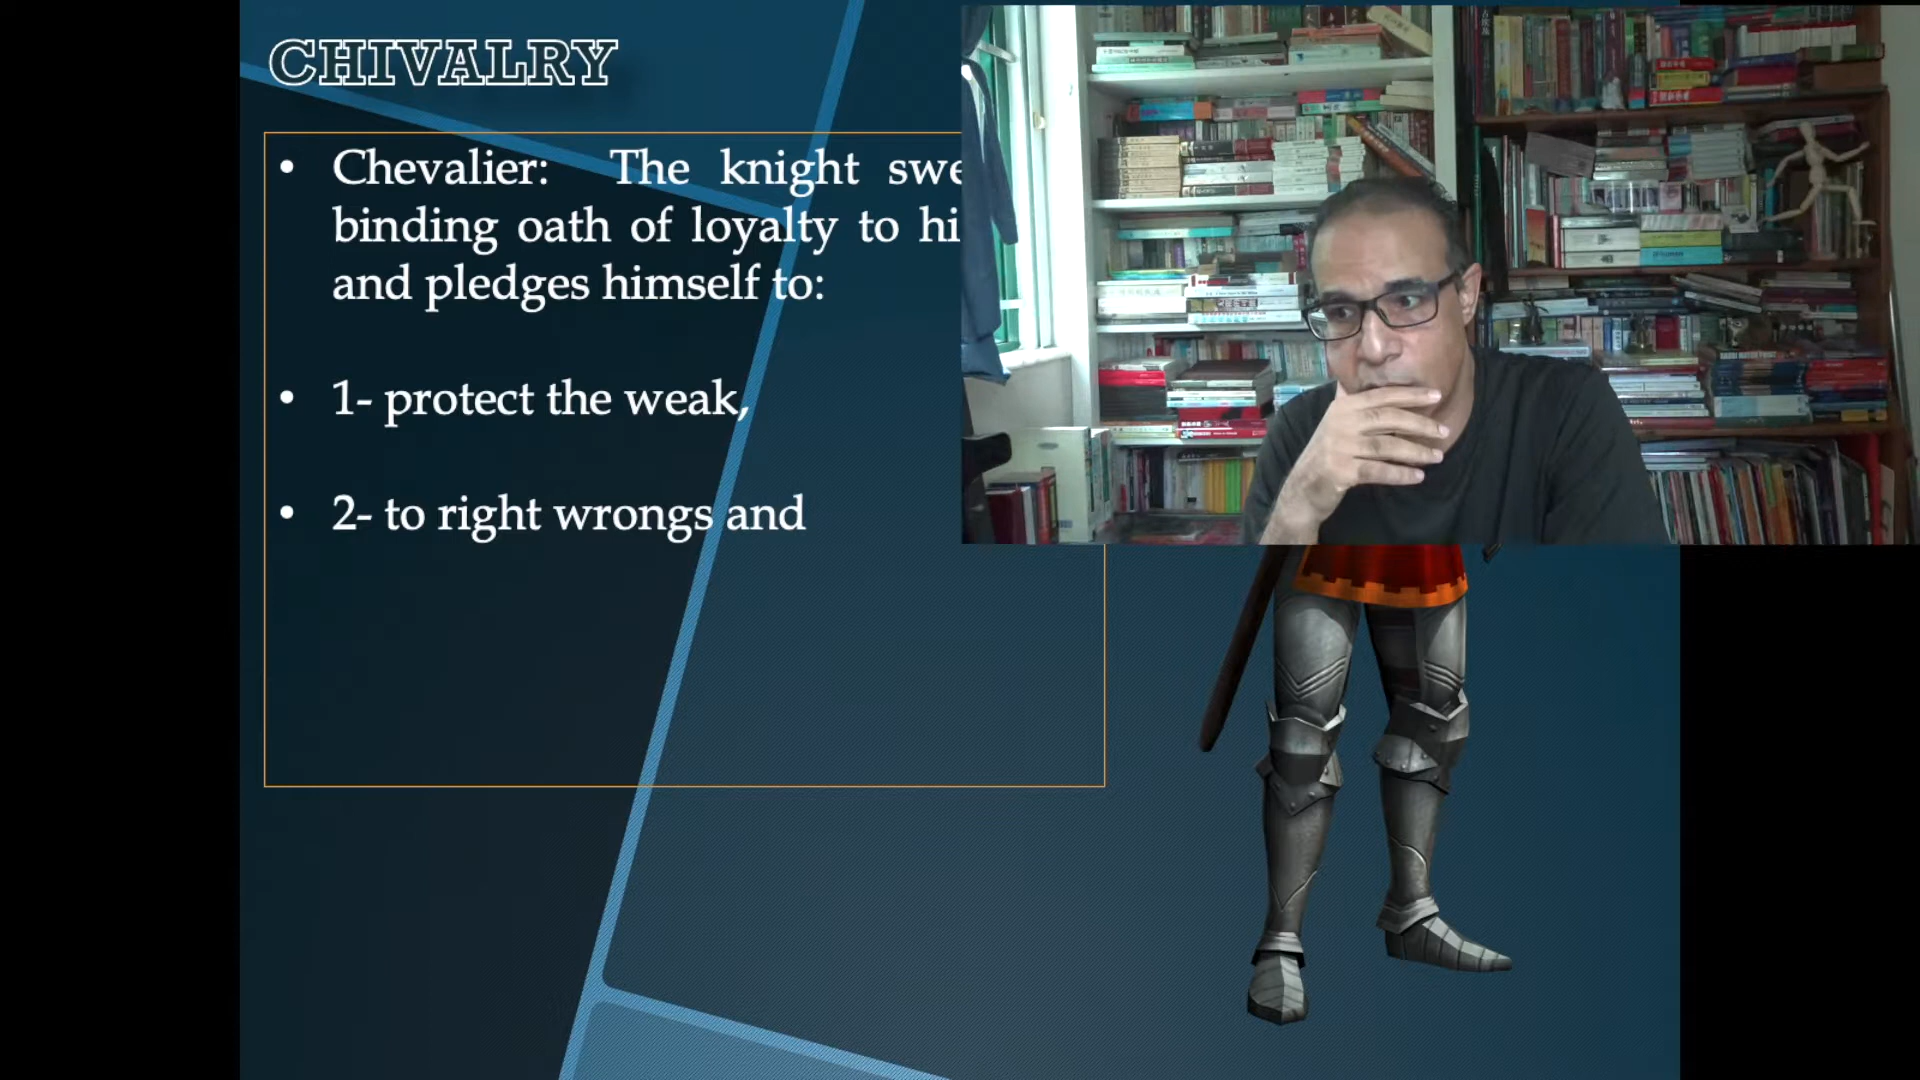 CHIVALRY
• Chevalier: The knight swe
binding oath of loyalty to hi
and pledges himself to:
• 1- protect the weak,
• 2- to right wrongs and